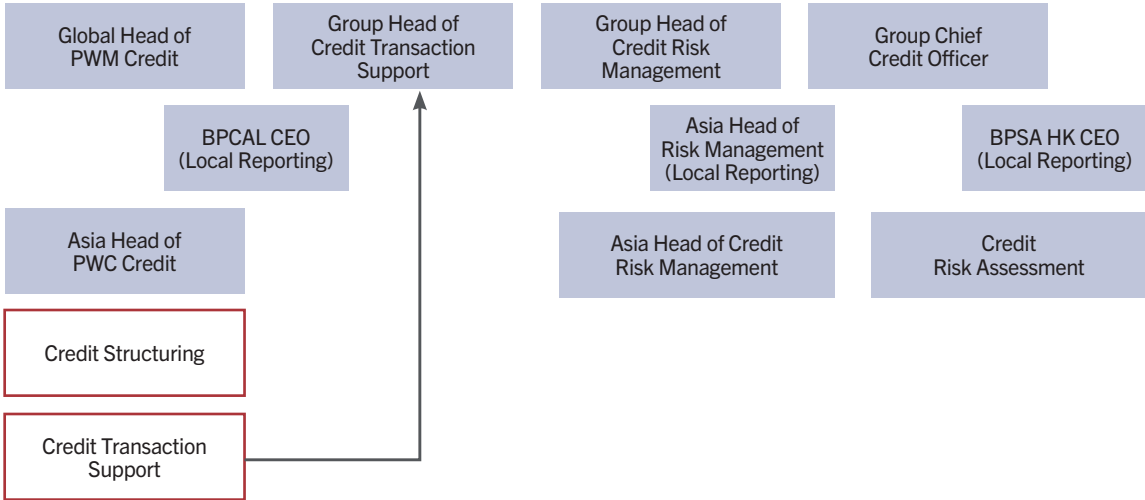 Global Head of
PWM Credit
Group Head of
Credit Transaction
Support
Group Head of
Credit Risk
Management
Group Chief
Credit Officer
BPCAL CEO
(Local Reporting)
Asia Head of
Risk Management
(Local Reporting)
BPSA HK CEO
(Local Reporting)
Asia Head of
PWC Credit
Asia Head of Credit
Risk Management
Credit
Risk Assessment
Credit Structuring
Credit Transaction
Support